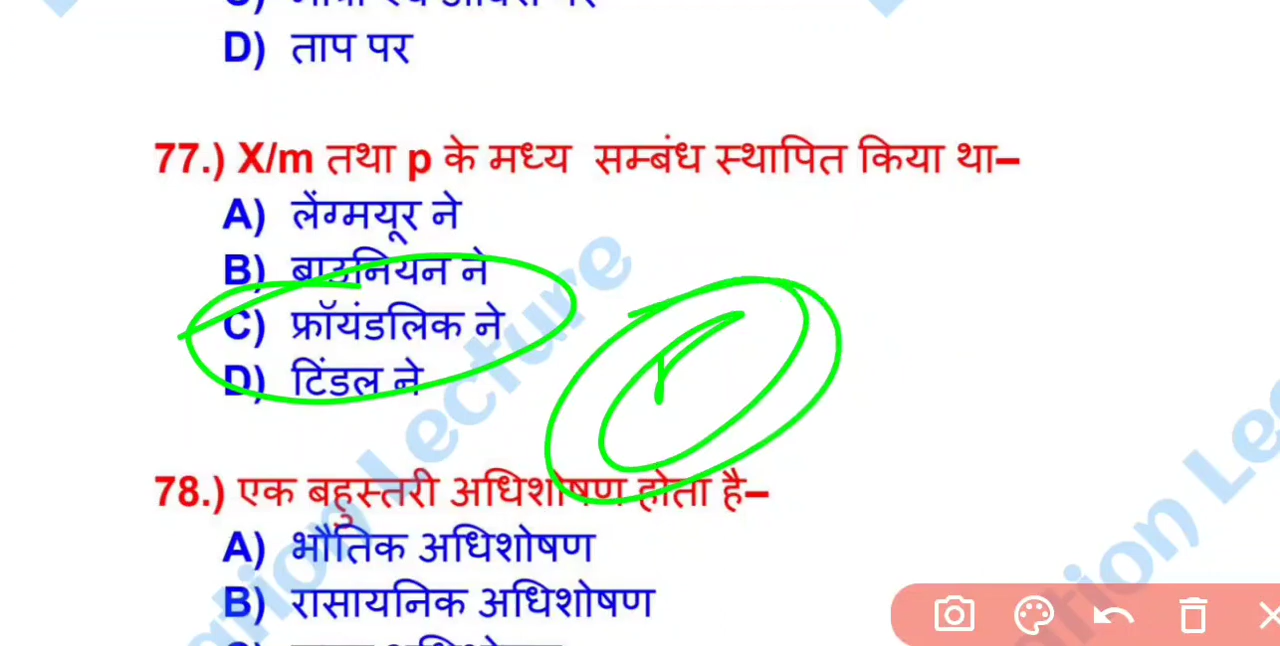 D) ताप पर
77.) X/m तथा p के मध्य सम्बंध स्थापित किया था–
A) लेंग्मयूर ने
B) बाउनियन ने
C) फ्रॉयंडलिक ने
D) टिंडल ने
78.) एक बहुस्तरी अधिशोषण होता है–
A) भौतिक अधिशोषण
B) रासायनिक अधिशोषण
Lecture